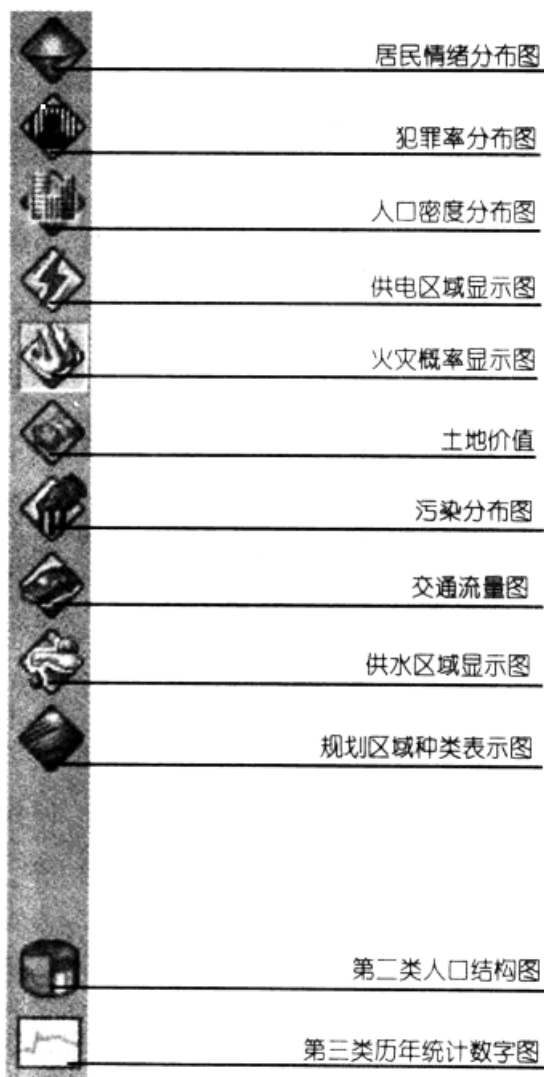 居民情绪分布图
犯罪率分布图
人口密度分布图
供电区域显示图
火灾概率显示图
土地价值
污染分布图
交通流量图
供水区域显示图
规划区域种类表示图
第二类人口结构图
第三类历年统计数字图